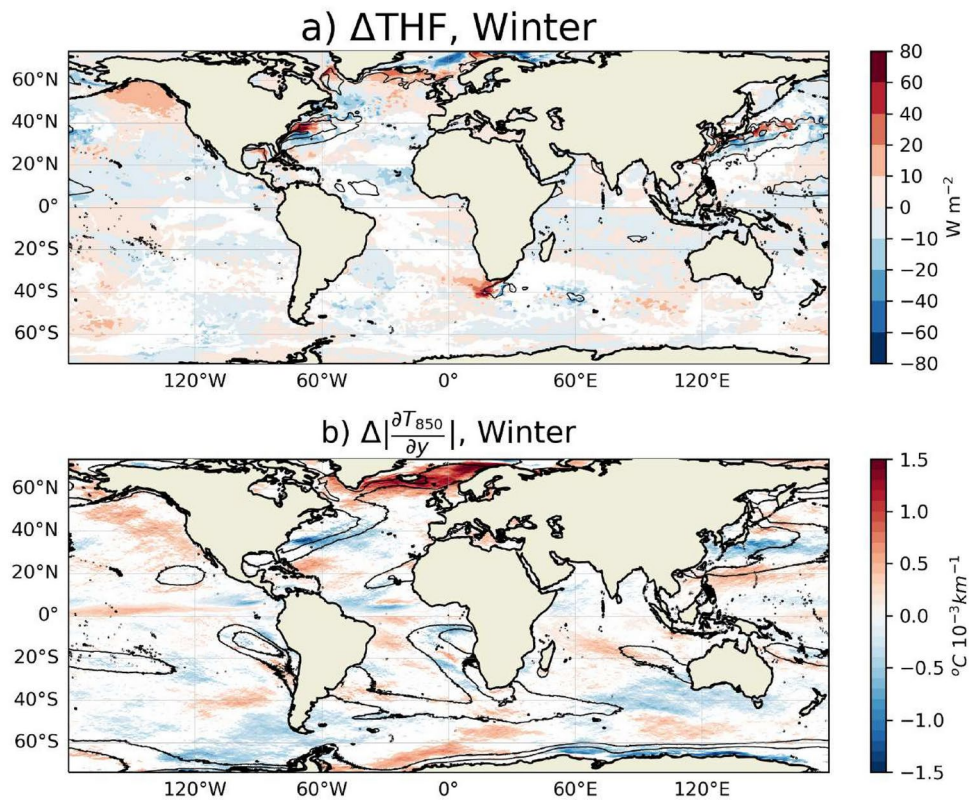 a) ΔTHF, Winter
60°N
40°N
20°N
0°
20°S
40°S
60°S
120°W 60°W 0° 60°E 120°E
80
60
40
20
10
0
−10
−20
−40
−60
−80
W m⁻²
b) Δ|∂T₈₅₀/∂y|, Winter
60°N
40°N
20°N
0°
20°S
40°S
60°S
120°W 60°W 0° 60°E 120°E
1.5
1.0
0.5
0.0
−0.5
−1.0
−1.5
°C 10⁻³km⁻¹